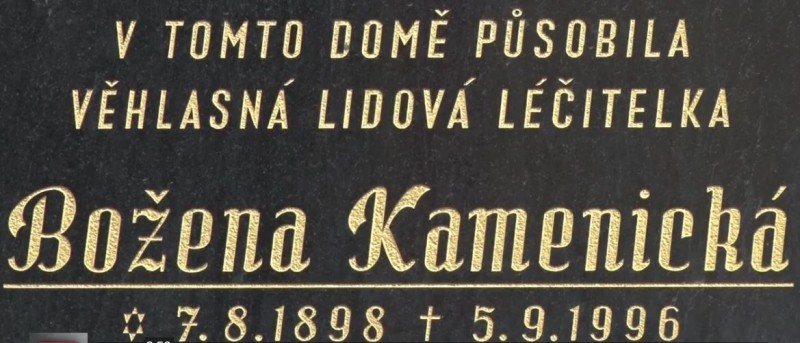 V TOMTO DOMĚ PŮSOBILA
VĚHLASNÁ LIDOVÁ LÉČITELKA
Božena Kamenická
✡ 7.8.1898 † 5.9.1996